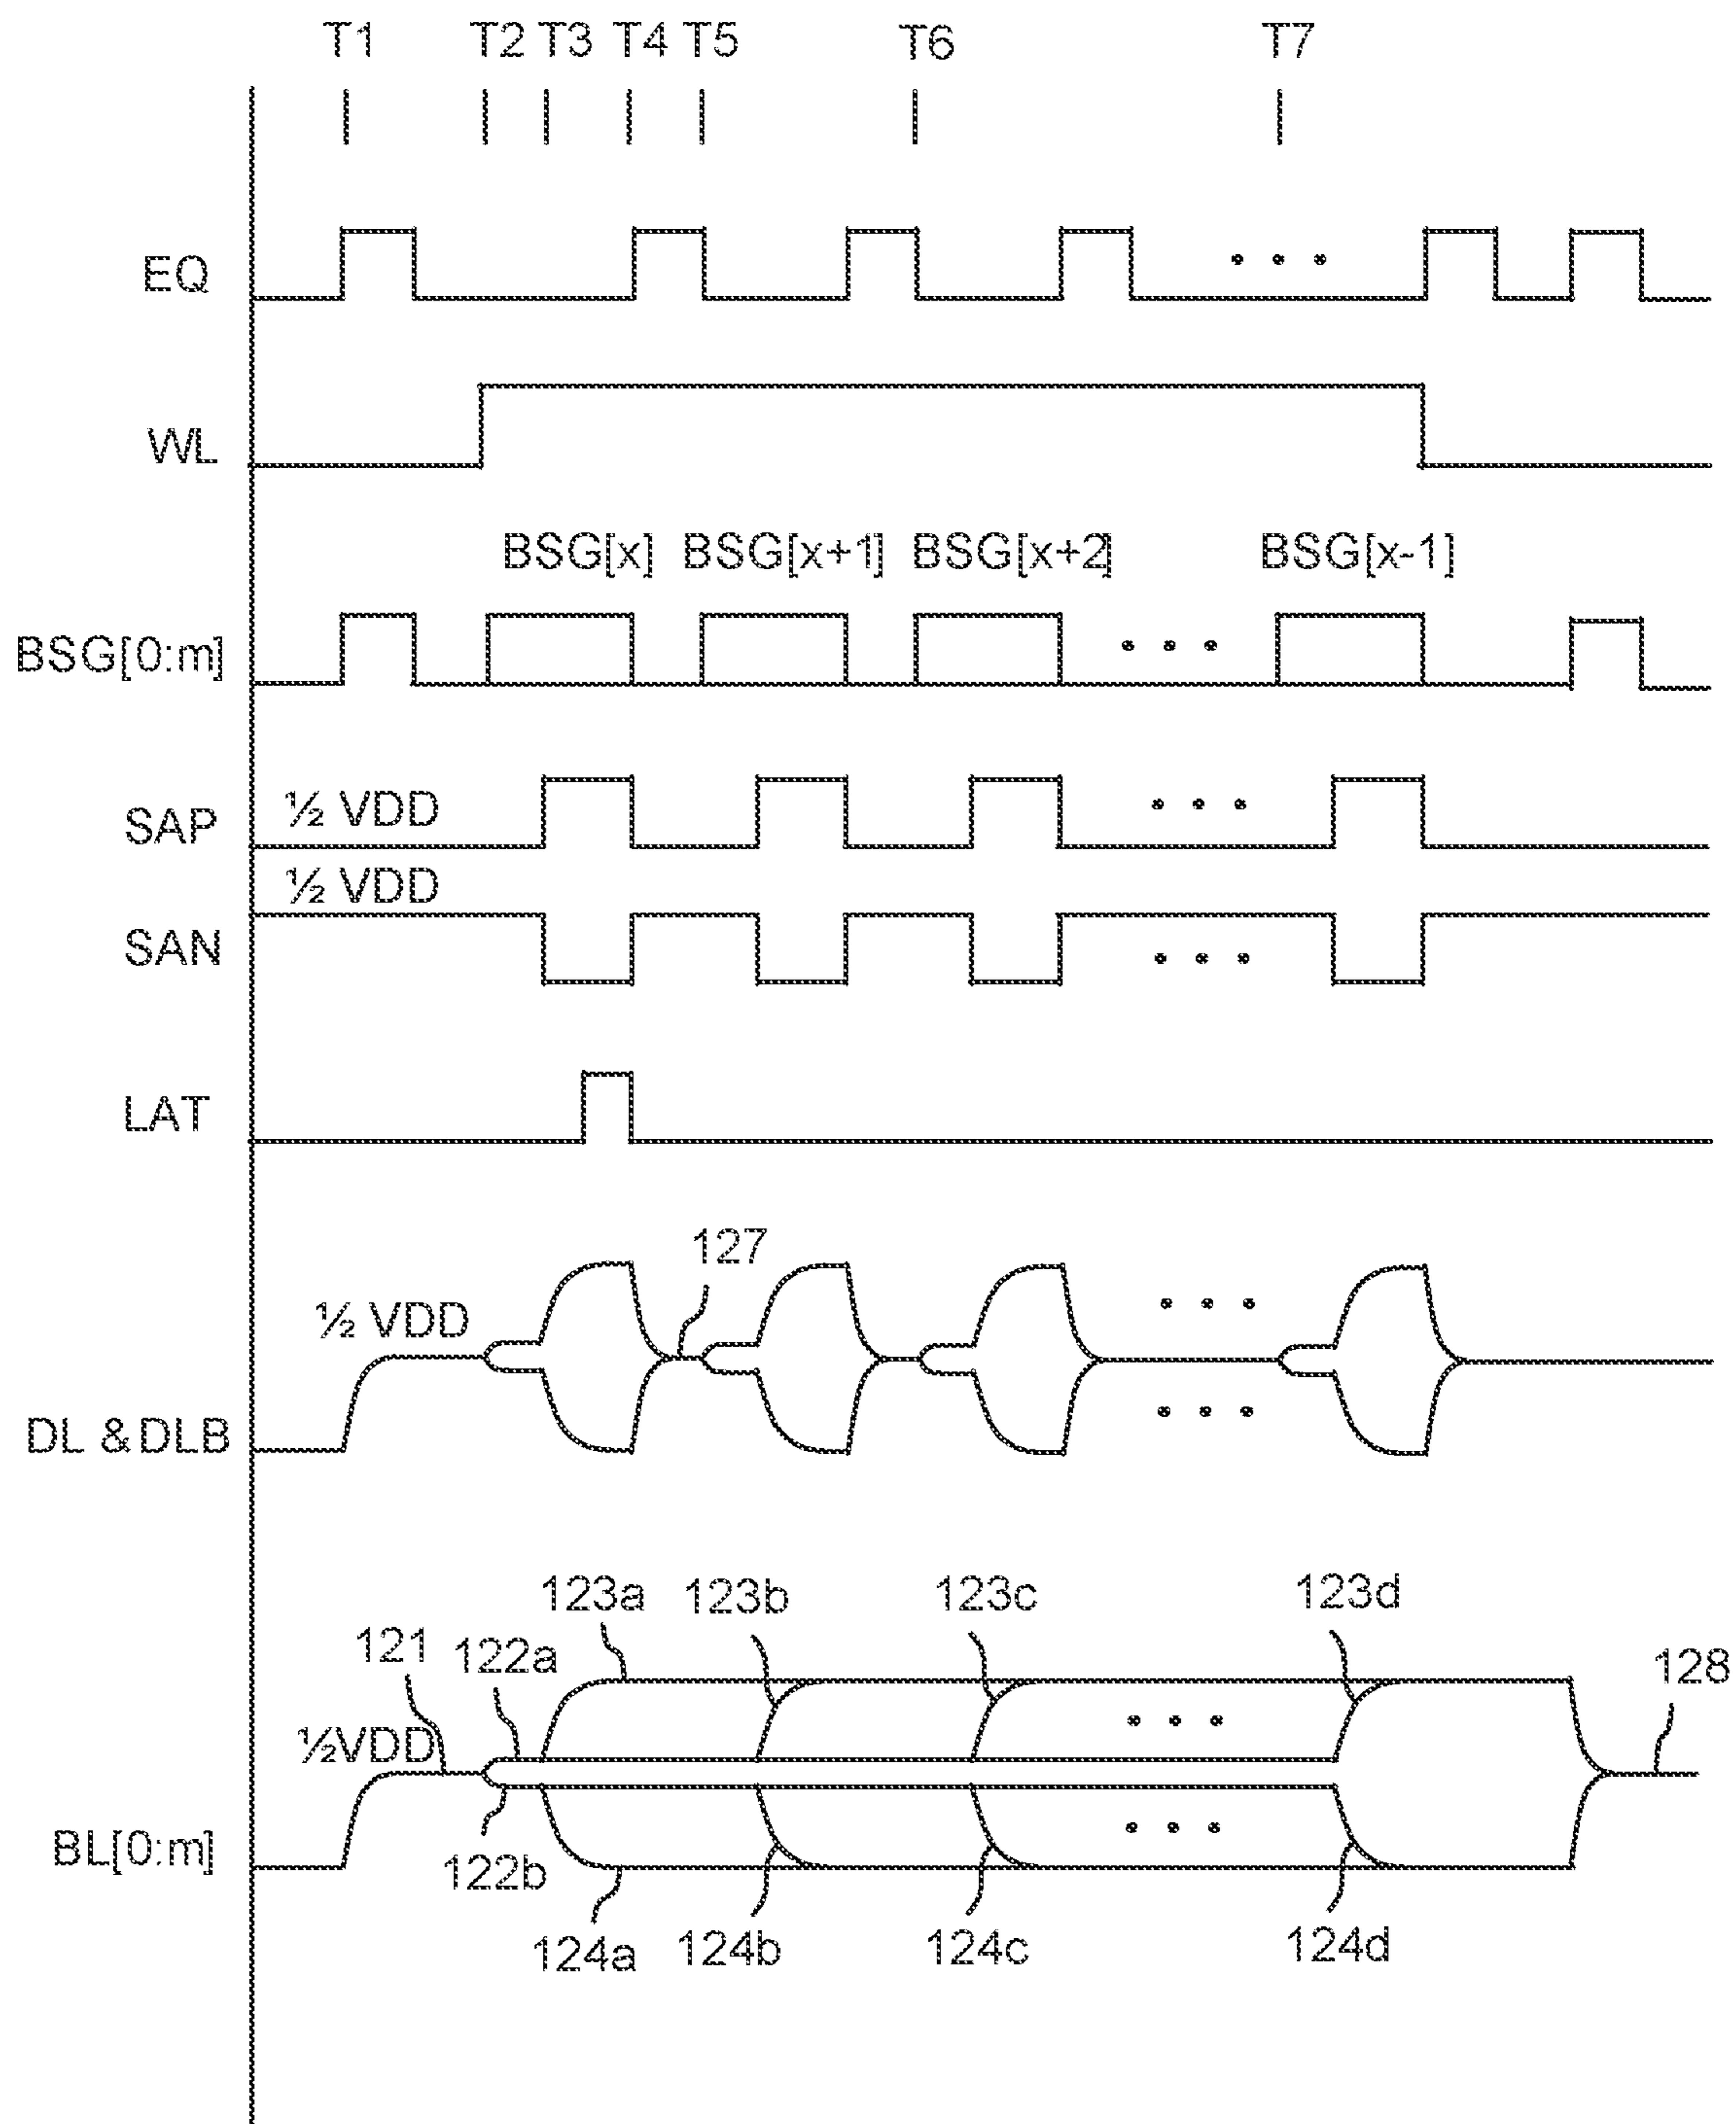 T1 T2 T3 T4 T5 T6 T7
EQ
WL
BSG[x] BSG[x+1] BSG[x+2] BSG[x-1]
BSG[0:m]
½ VDD
SAP
½ VDD
SAN
LAT
127
½ VDD
DL & DLB
123a 123b 123c 123d
121 122a 128
½VDD
BL[0:m]
122b
124a 124b 124c 124d